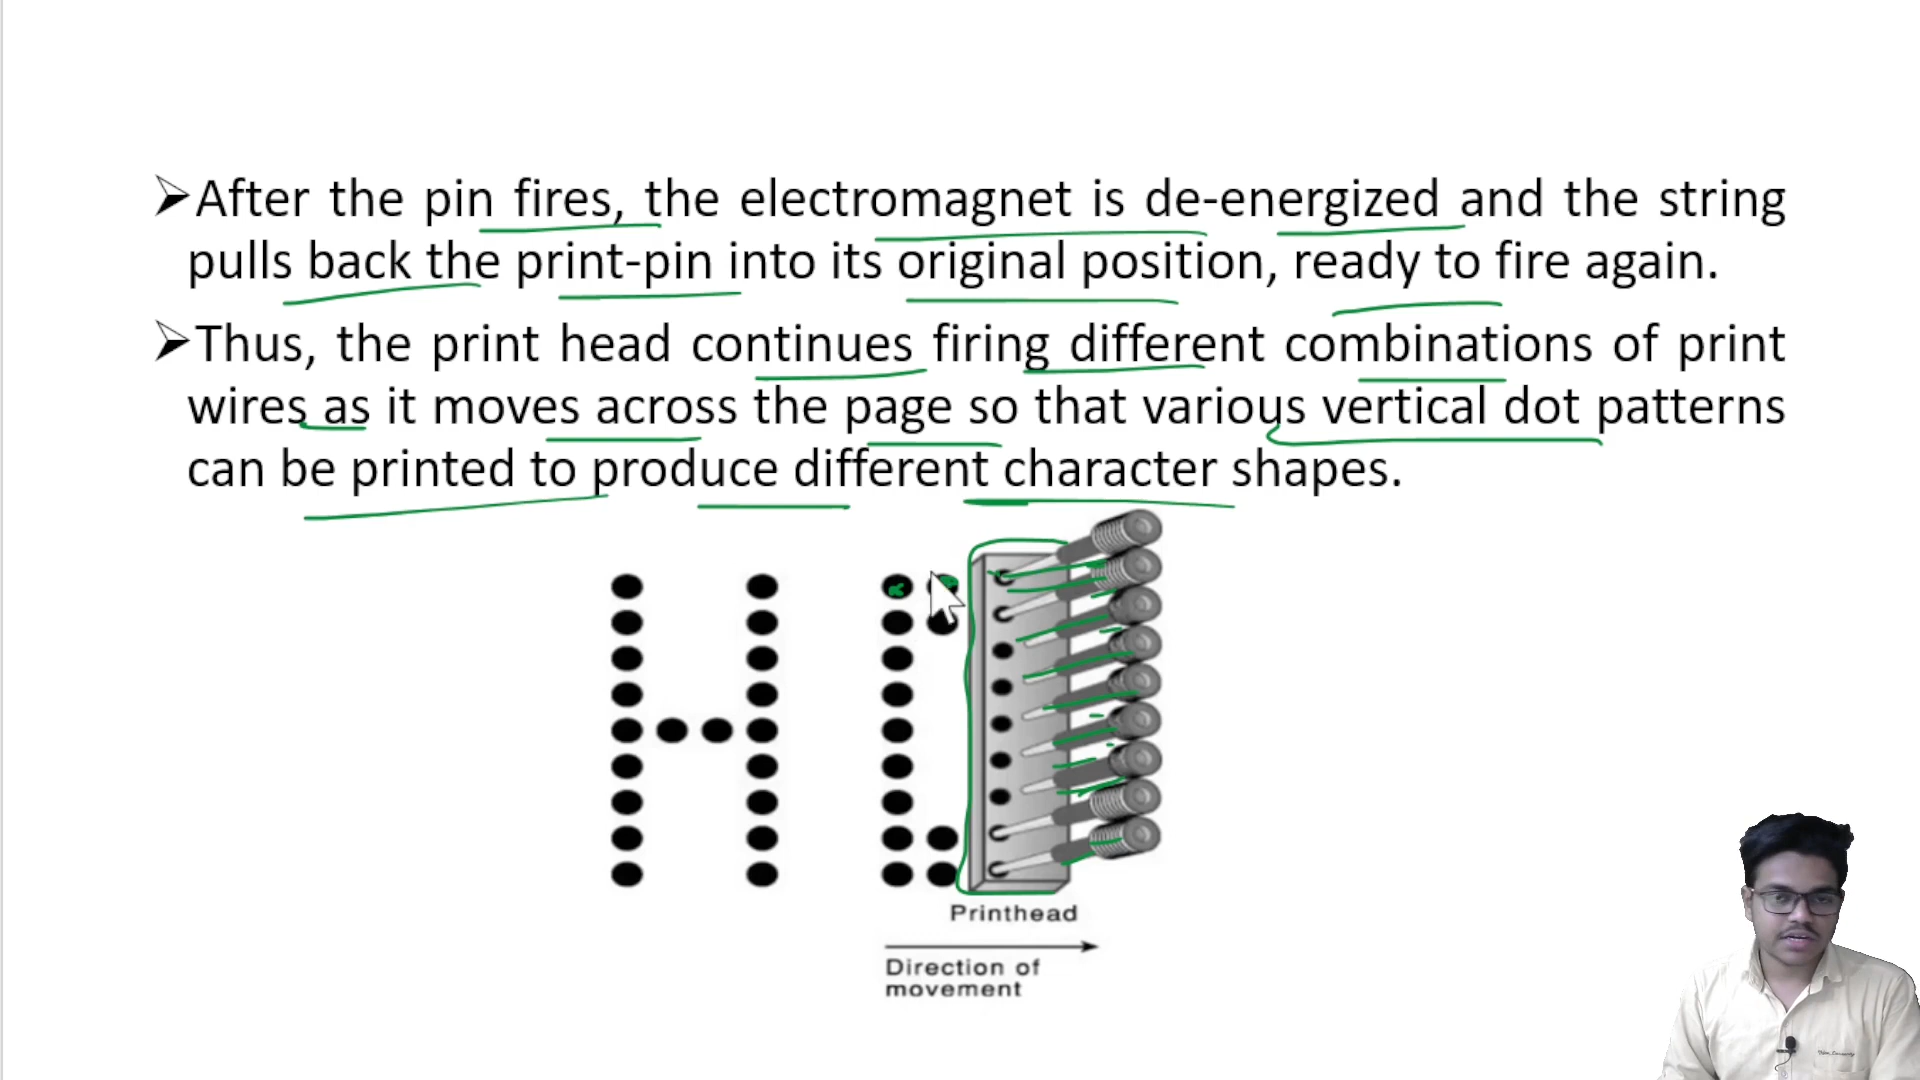 ➢After the pin fires, the electromagnet is de-energized and the string
pulls back the print-pin into its original position, ready to fire again.
➢Thus, the print head continues firing different combinations of print
wires as it moves across the page so that various vertical dot patterns
can be printed to produce different character shapes.
Printhead
Direction of
movement